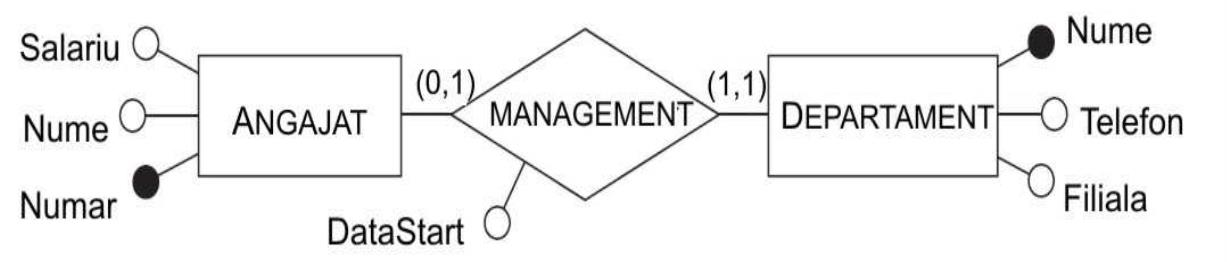 Salariu
Nume
Numar
ANGAJAT
(0,1)
MANAGEMENT
DataStart
(1,1)
DEPARTAMENT
Nume
Telefon
Filiala